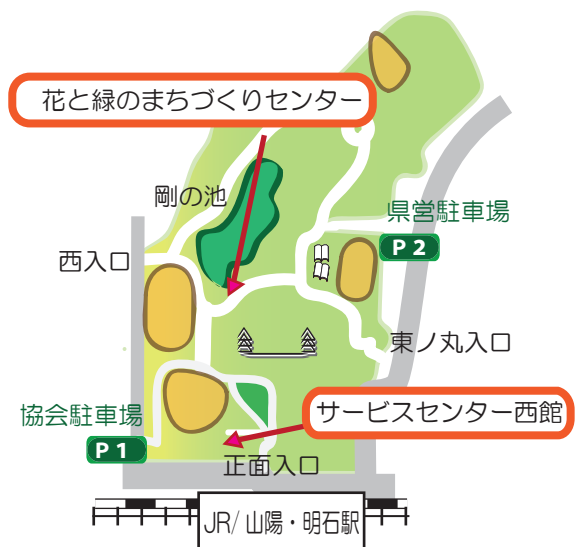 花と緑のまちづくりセンター
剛の池
県営駐車場
P 2
西入口
東ノ丸入口
協会駐車場
P 1
サービスセンター西館
正面入口
JR/ 山陽・明石駅